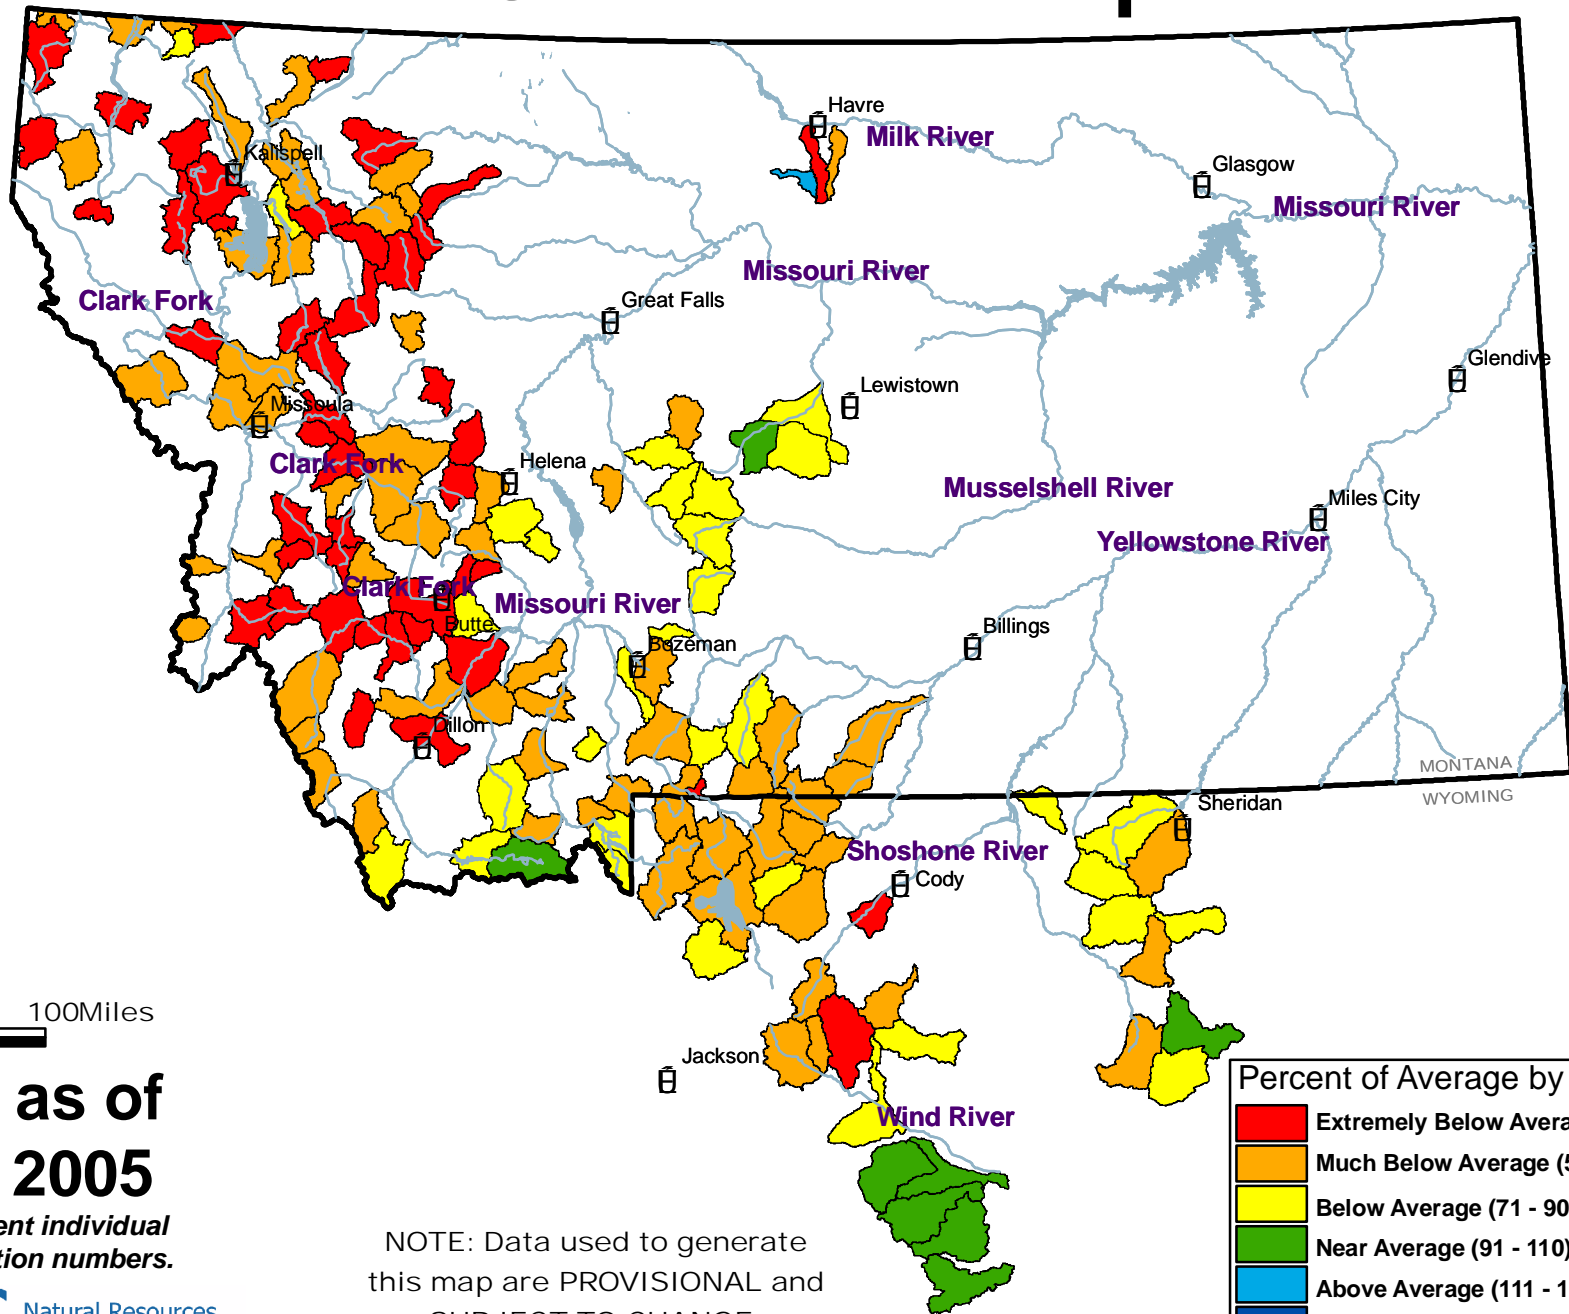 Havre
Milk River
Kalispell
Glasgow
Missouri River
Missouri River
Clark Fork
Great Falls
Glendive
Lewistown
Missoula
Clark Fork
Helena
Musselshell River
Miles City
Yellowstone River
Clark Fork
Missouri River
Butte
Billings
Bozeman
Dillon
MONTANA
WYOMING
Sheridan
Shoshone River
Cody
100Miles
Jackson
as of
2005
Wind River
ent individual
tion numbers.
Natural Resources
NOTE: Data used to generate
this map are PROVISIONAL and
SUBJECT TO CHANGE
Percent of Average by
Extremely Below Avera
Much Below Average (5
Below Average (71 - 90
Near Average (91 - 110)
Above Average (111 - 1